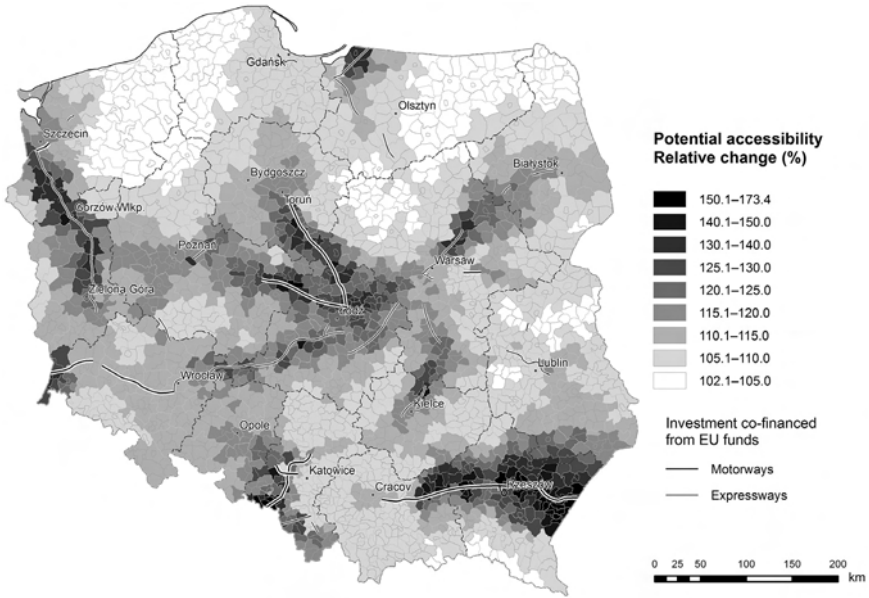 Gdańsk
Olsztyn
Szczecin
Białystok
Bydgoszcz
Toruń
Gorzów Wlkp.
Poznań
Warsaw
Zielona Góra
Łódź
Wrocław
Lublin
Kielce
Opole
Katowice
Cracov
Rzeszów
Potential accessibility
Relative change (%)
150.1–173.4
140.1–150.0
130.1–140.0
125.1–130.0
120.1–125.0
115.1–120.0
110.1–115.0
105.1–110.0
102.1–105.0
Investment co-financed
from EU funds
Motorways
Expressways
0 25 50 100 150 200
km